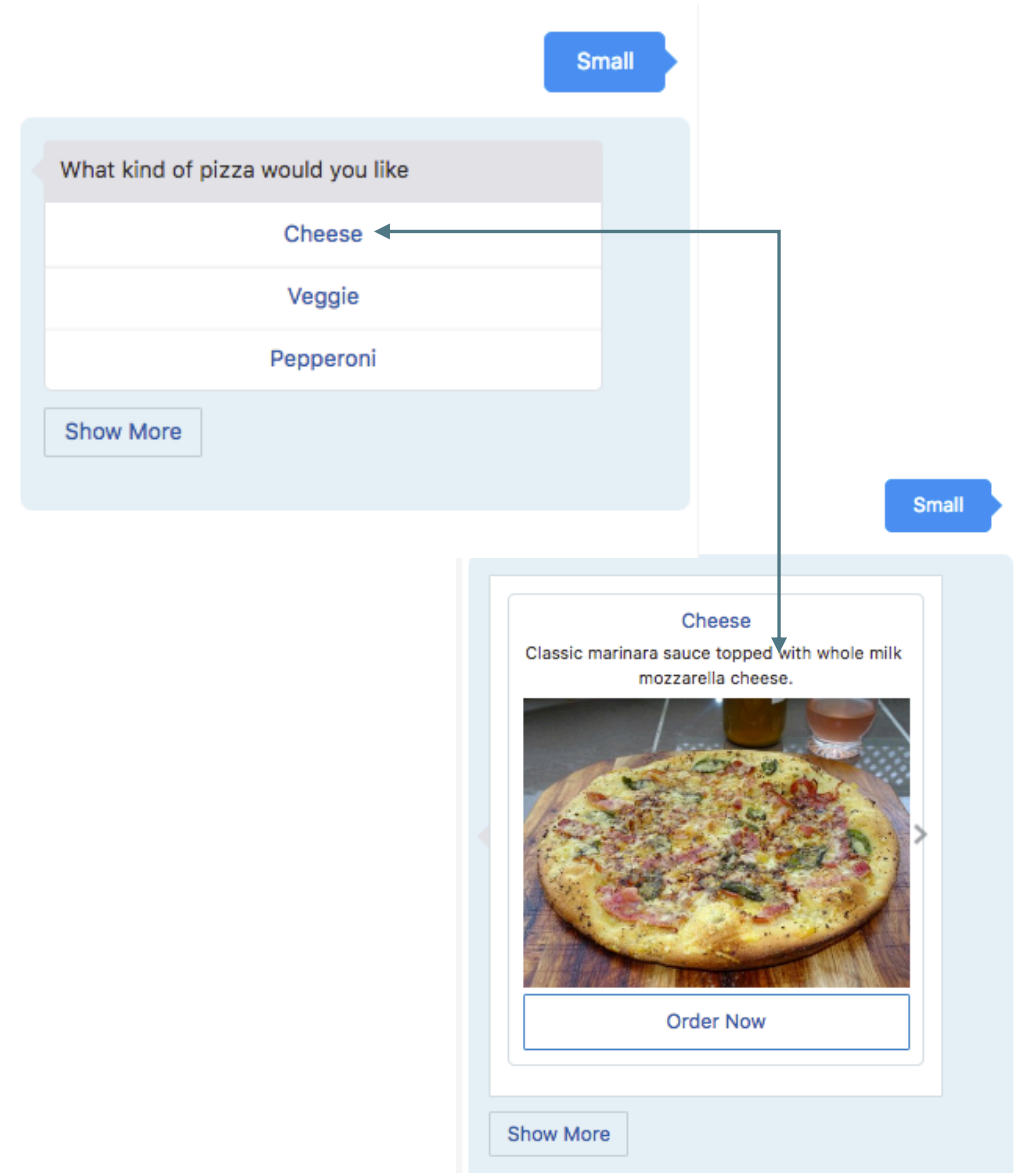 Small
What kind of pizza would you like
Cheese
Veggie
Pepperoni
Show More
Small
Cheese
Classic marinara sauce topped with whole milk
mozzarella cheese.
Order Now
Show More